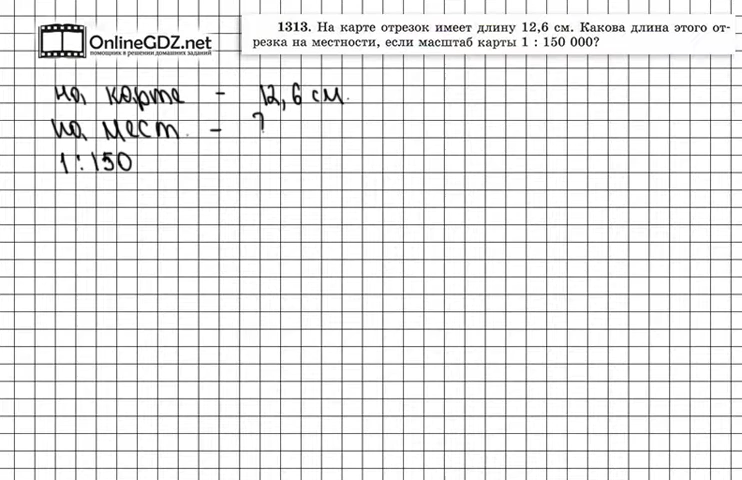 1313. На карте отрезок имеет длину 12,6 см. Какова длина этого от-
резка на местности, если масштаб карты 1 : 150 000?
OnlineGDZ.net
помощник в решении домашних заданий
на карте - 12,6 см.
на мест. - ?
1:150